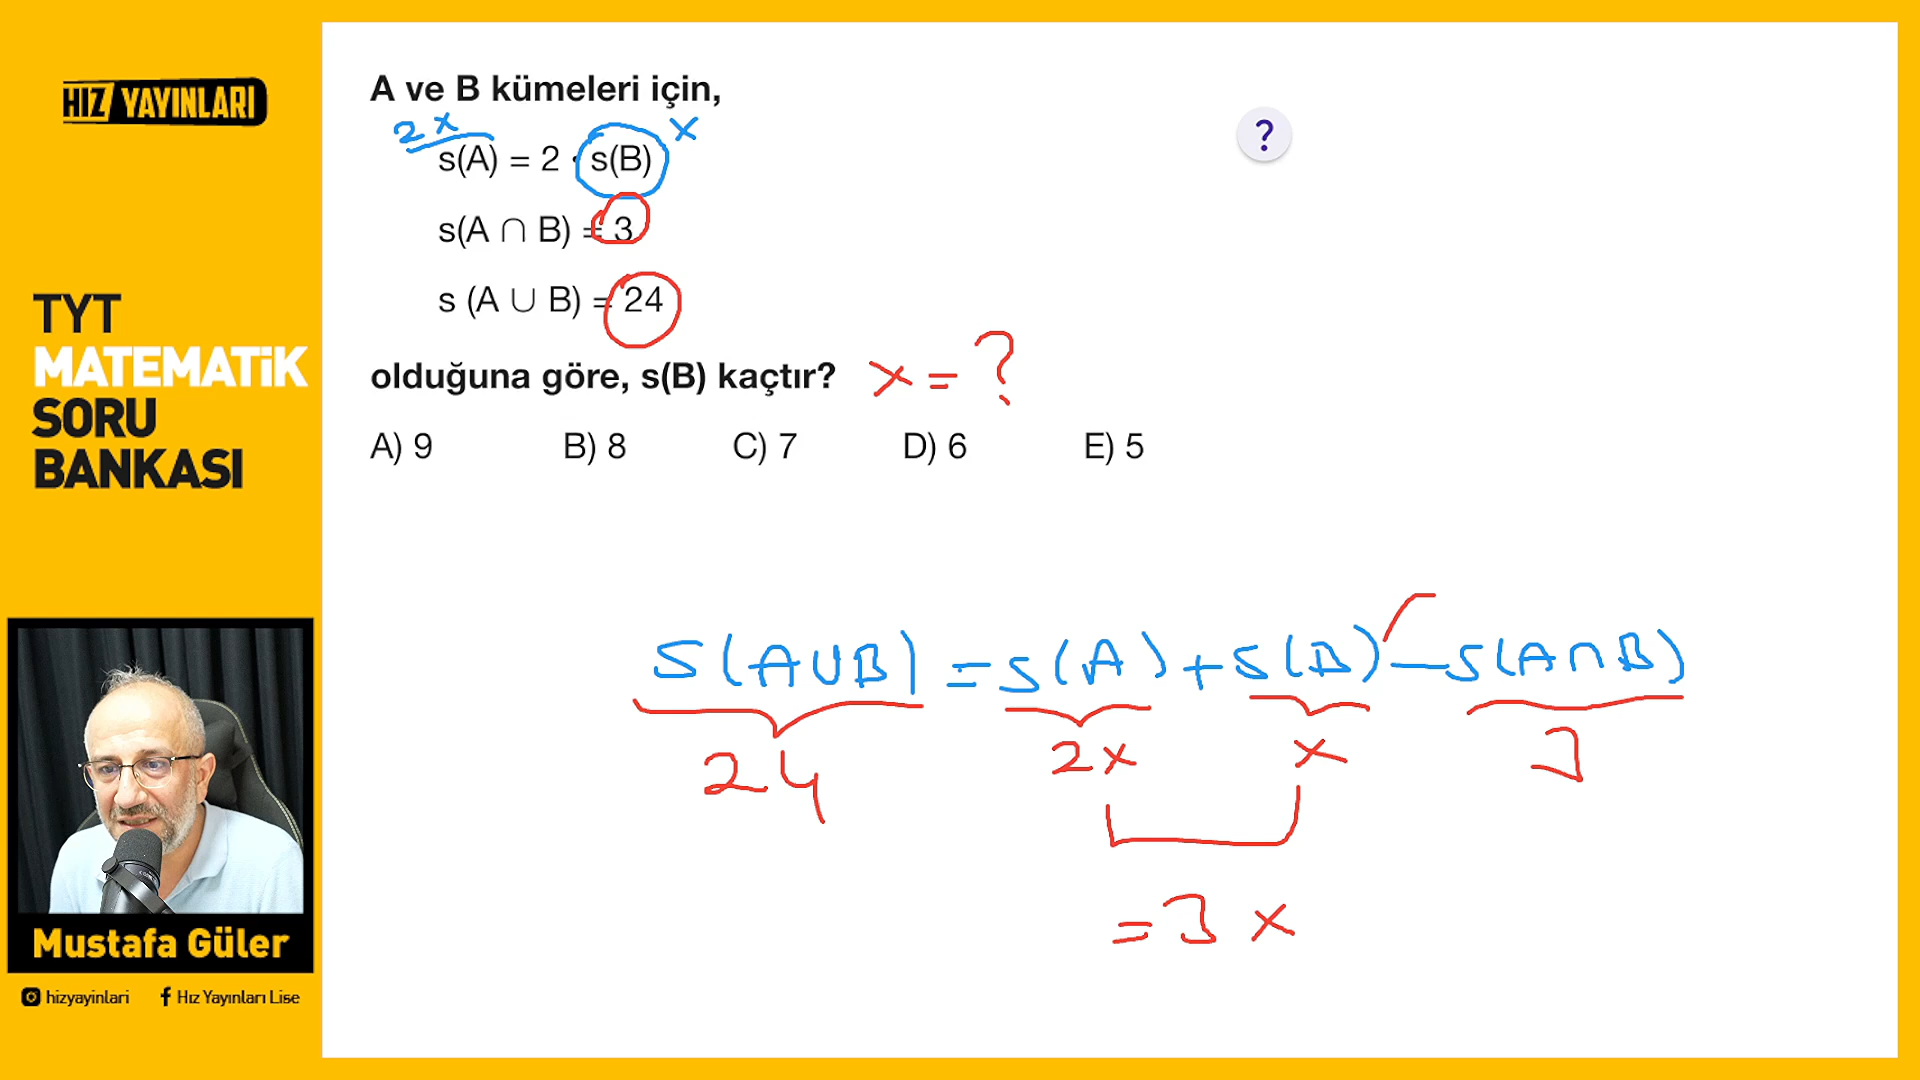 HIZ YAYINLARI
TYT
MATEMATİK
SORU
BANKASI
Mustafa Güler
hizyayinlari
Hız Yayınları Lise
A ve B kümeleri için,
2x
x
s(A) = 2 · s(B)
s(A ∩ B) = 3
s (A ∪ B) = 24
olduğuna göre, s(B) kaçtır? x = ?
A) 9 B) 8 C) 7 D) 6 E) 5
?
S(A∪B) = s(A) + s(B) - s(A∩B)
24 2x x 3
= 3x